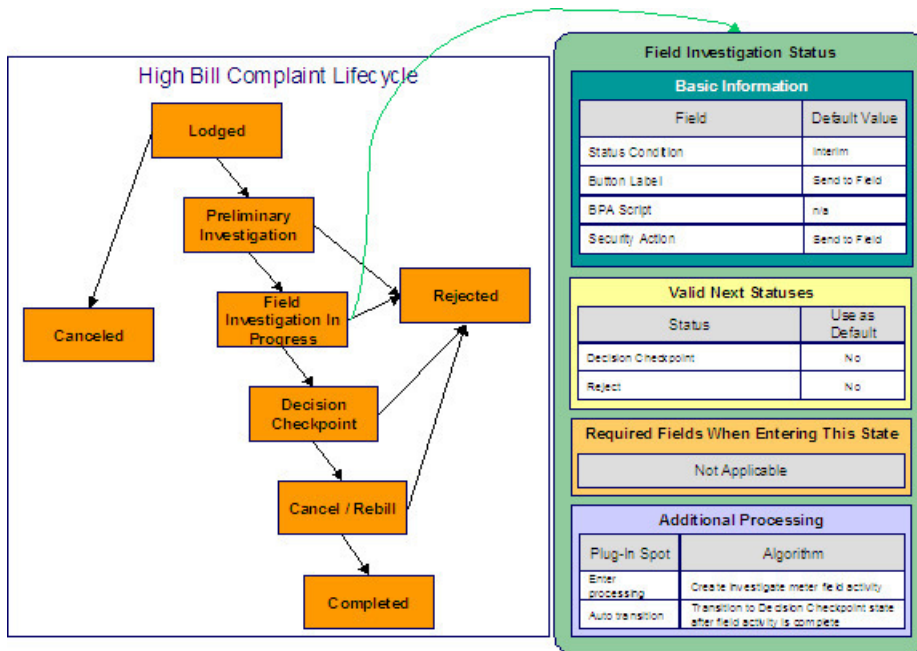 High Bill Complaint Lifecycle
Lodged
Preliminary
Investigation
Field
Investigation In
Progress
Rejected
Canceled
Decision
Checkpoint
Cancel / Rebill
Completed
Field Investigation Status
Basic Information
Field Default Value
Status Condition Interim
Button Label Send to Field
BPA Script n/a
Security Action Send to Field
Valid Next Statuses
Status Use as
Default
Decision Checkpoint No
Reject No
Required Fields When Entering This State
Not Applicable
Additional Processing
Plug-In Spot Algorithm
Enter
processing Create investigate meter field activity
Auto transition Transition to Decision Checkpoint state
after field activity is complete